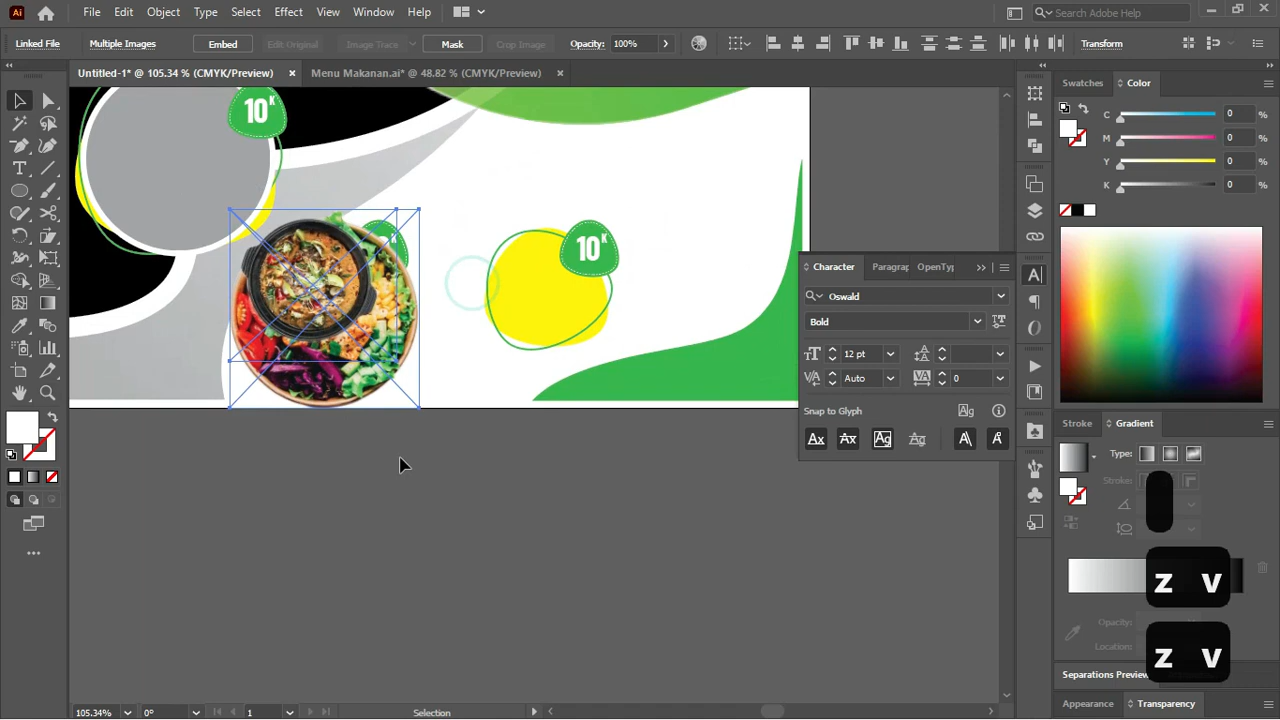 Ai File Edit Object Type Select Effect View Window Help Search Adobe Help
Linked File Multiple Images Embed Edit Original Image Trace Mask Crop Image Opacity: 100% Transform
Untitled-1* @ 105.34 % (CMYK/Preview) Menu Makanan.ai* @ 48.82 % (CMYK/Preview)
Swatches Color
C 0 %
M 0 %
Y 0 %
K 0 %
10K
10K
Character Paragrap OpenTyp
Oswald
Bold
12 pt
Auto 0
Snap to Glyph
Stroke Gradient
Type:
Stroke:
Opacity:
Location:
z v
z v
Separations Preview
Appearance Transparency
105.34% 0° 1 Selection